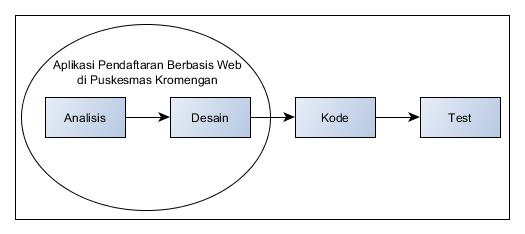 Aplikasi Pendaftaran Berbasis Web
di Puskesmas Kromengan
Analisis
Desain
Kode
Test